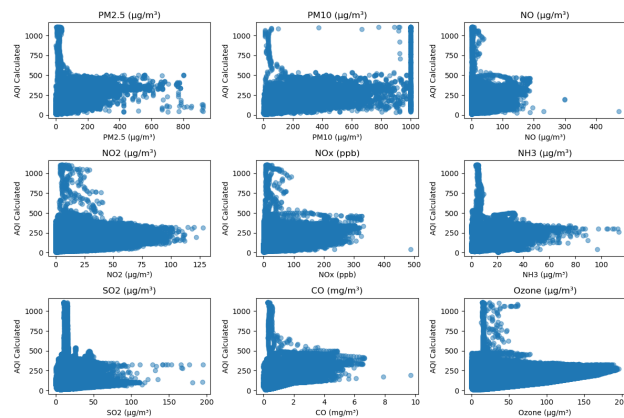 PM2.5 (µg/m³) PM10 (µg/m³) NO (µg/m³)
1000 1000 1000
750 750 750
500 500 500
250 250 250
0 0 0
AQI Calculated AQI Calculated AQI Calculated
0 200 400 600 800 0 200 400 600 800 1000 0 200 400
PM2.5 (µg/m³) PM10 (µg/m³) NO (µg/m³)
NO2 (µg/m³) NOx (ppb) NH3 (µg/m³)
1000 1000 1000
750 750 750
500 500 500
250 250 250
0 0 0
AQI Calculated AQI Calculated AQI Calculated
0 25 50 75 100 125 0 100 200 300 400 500 0 20 40 60 80 100
NO2 (µg/m³) NOx (ppb) NH3 (µg/m³)
SO2 (µg/m³) CO (mg/m³) Ozone (µg/m³)
1000 1000 1000
750 750 750
500 500 500
250 250 250
0 0 0
AQI Calculated AQI Calculated AQI Calculated
0 50 100 150 200 0 2 4 6 8 10 0 50 100 150 200
SO2 (µg/m³) CO (mg/m³) Ozone (µg/m³)